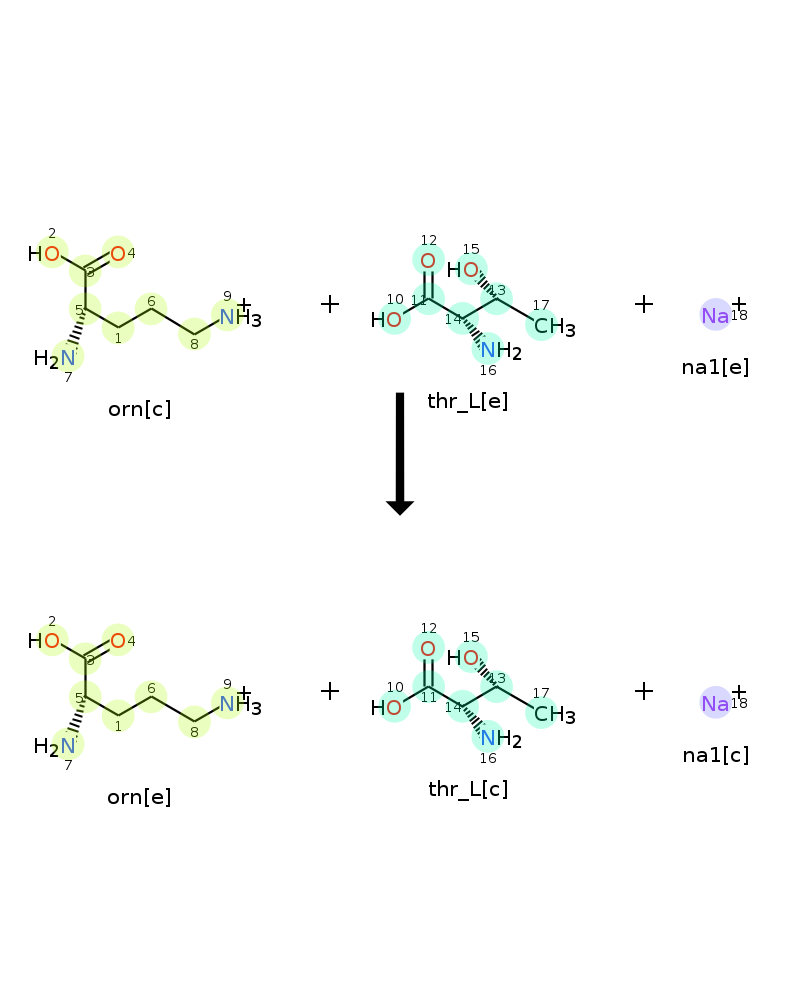 2 HO O 4 3 5 6 9 + NH3 1 8 H2N 7
orn[c]
+
12 O 15 HO 13 10 HO 11 14 17 CH3 NH2 16
thr_L[e]
+
Na + 18
na1[e]
2 HO O 4 3 5 6 9 + NH3 1 8 H2N 7
orn[e]
+
12 O 15 HO 13 10 HO 11 14 17 CH3 NH2 16
thr_L[c]
+
Na + 18
na1[c]